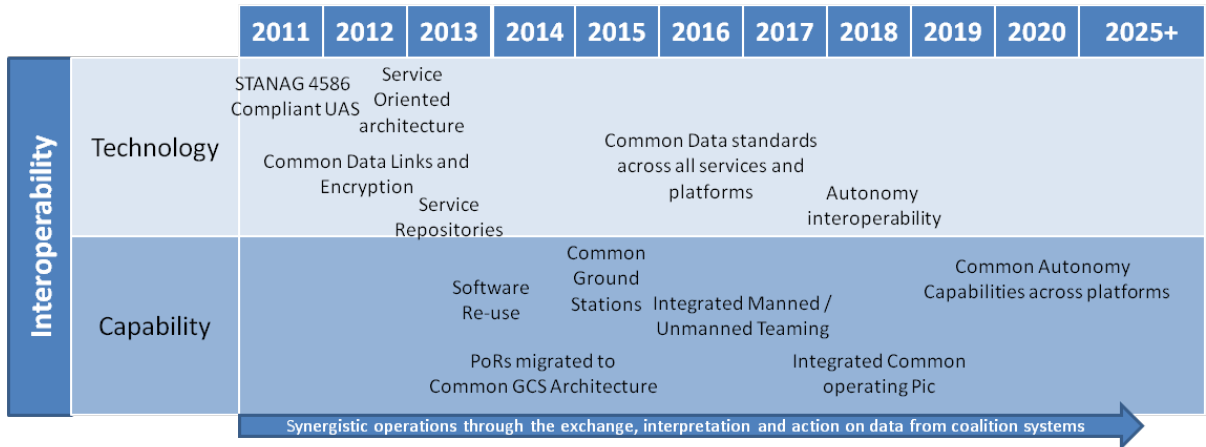 2011 2012 2013 2014 2015 2016 2017 2018 2019 2020 2025+
Interoperability
Technology
STANAG 4586
Compliant UAS
Service
Oriented
architecture
Common Data Links and
Encryption
Service
Repositories
Common Data standards
across all services and
platforms
Autonomy
interoperability
Capability
Software
Re-use
Common
Ground
Stations
Integrated Manned /
Unmanned Teaming
Common Autonomy
Capabilities across platforms
PoRs migrated to
Common GCS Architecture
Integrated Common
operating Pic
Synergistic operations through the exchange, interpretation and action on data from coalition systems